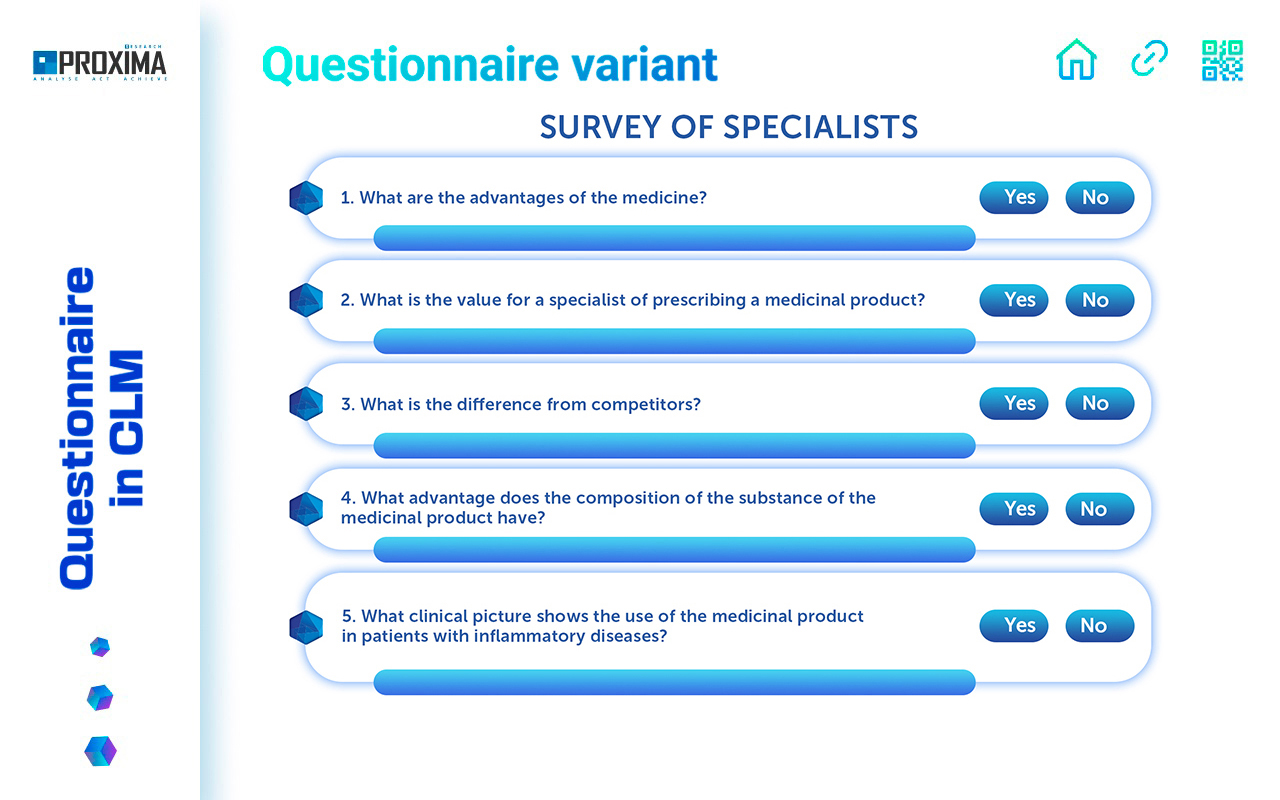 RESEARCH
PROXIMA
ANALYSE ACT ACHIEVE
Questionnaire
in CLM
Questionnaire variant
SURVEY OF SPECIALISTS
1. What are the advantages of the medicine?
Yes No
2. What is the value for a specialist of prescribing a medicinal product?
Yes No
3. What is the difference from competitors?
Yes No
4. What advantage does the composition of the substance of the
medicinal product have?
Yes No
5. What clinical picture shows the use of the medicinal product
in patients with inflammatory diseases?
Yes No